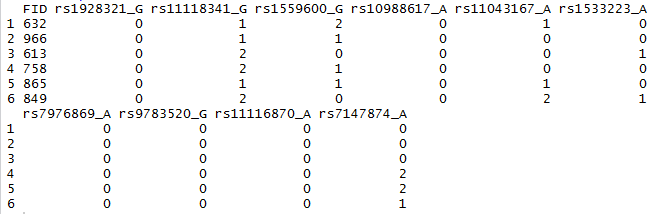 FID rs1928321_G rs11118341_G rs1559600_G rs10988617_A rs11043167_A rs1533223_A
1 632 0 1 2 0 1 0
2 966 0 1 1 0 0 0
3 613 0 2 0 0 0 1
4 758 0 2 1 0 0 0
5 865 0 1 1 0 1 0
6 849 0 2 0 0 2 1
rs7976869_A rs9783520_G rs11116870_A rs7147874_A
1 0 0 0 0
2 0 0 0 0
3 0 0 0 0
4 0 0 0 2
5 0 0 0 2
6 0 0 0 1